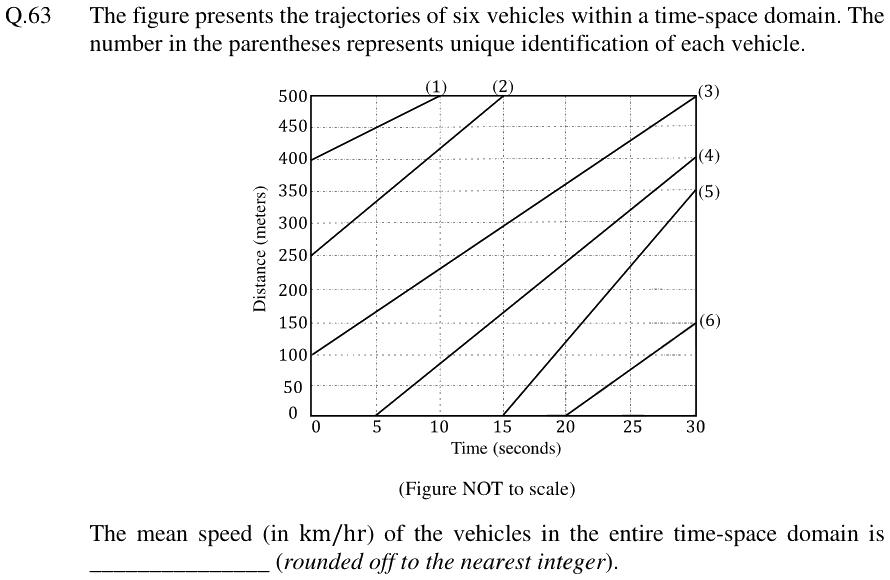 Q.63 The figure presents the trajectories of six vehicles within a time-space domain. The
number in the parentheses represents unique identification of each vehicle.
(1) (2)
500 (3)
450
400 (4)
350 (5)
300
250
200
150 (6)
100
50
0
Distance (meters)
0 5 10 15 20 25 30
Time (seconds)
(Figure NOT to scale)
The mean speed (in km/hr) of the vehicles in the entire time-space domain is
________________ (rounded off to the nearest integer).